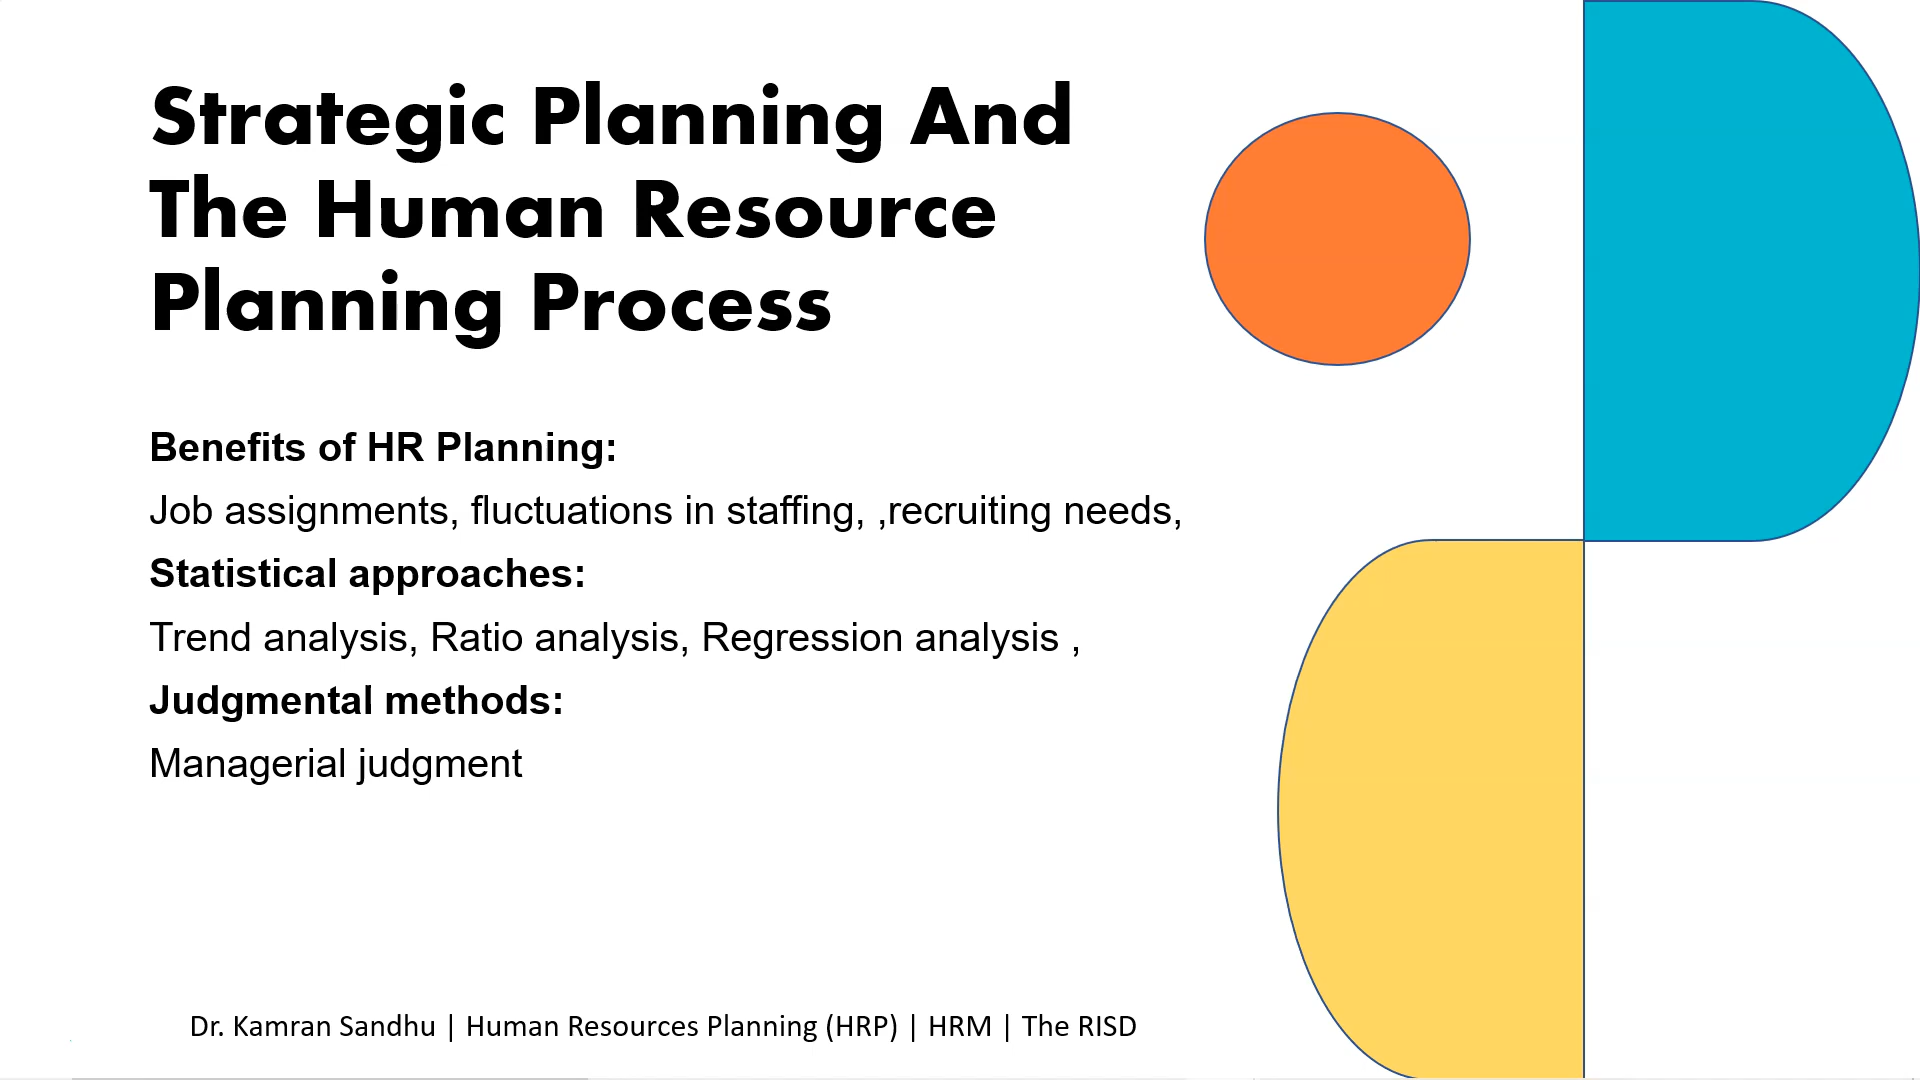 Strategic Planning And
The Human Resource
Planning Process
Benefits of HR Planning:
Job assignments, fluctuations in staffing, ,recruiting needs,
Statistical approaches:
Trend analysis, Ratio analysis, Regression analysis ,
Judgmental methods:
Managerial judgment
Dr. Kamran Sandhu | Human Resources Planning (HRP) | HRM | The RISD